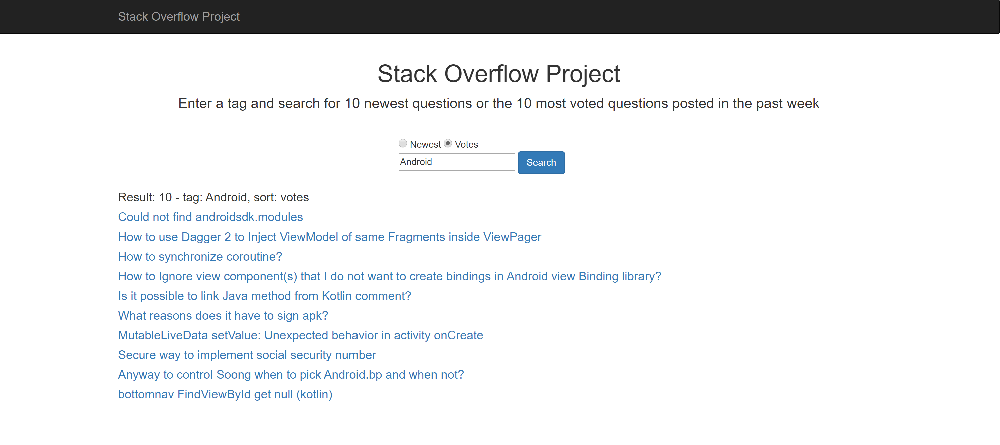 Stack Overflow Project
Stack Overflow Project
Enter a tag and search for 10 newest questions or the 10 most voted questions posted in the past week
Newest Votes
Android Search
Result: 10 - tag: Android, sort: votes
Could not find androidsdk.modules
How to use Dagger 2 to Inject ViewModel of same Fragments inside ViewPager
How to synchronize coroutine?
How to Ignore view component(s) that I do not want to create bindings in Android view Binding library?
Is it possible to link Java method from Kotlin comment?
What reasons does it have to sign apk?
MutableLiveData setValue: Unexpected behavior in activity onCreate
Secure way to implement social security number
Anyway to control Soong when to pick Android.bp and when not?
bottomnav FindViewById get null (kotlin)